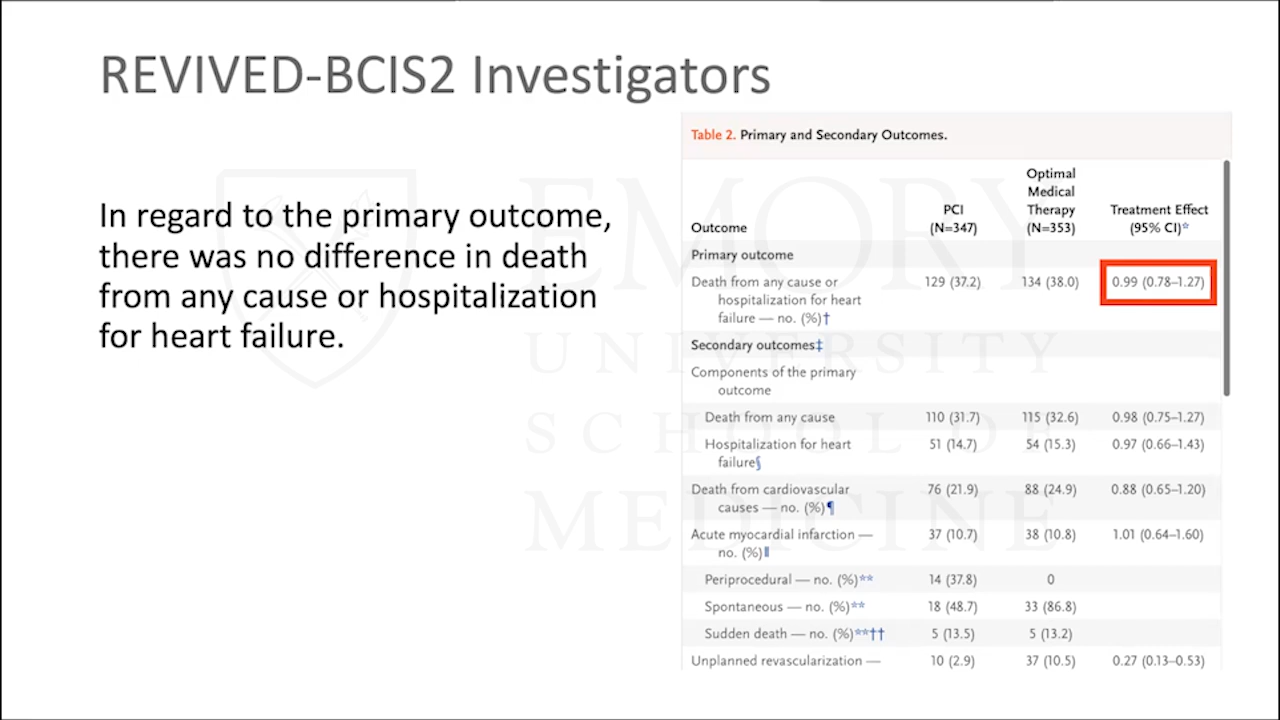 REVIVED-BCIS2 Investigators
In regard to the primary outcome,
there was no difference in death
from any cause or hospitalization
for heart failure.
EMORY
UNIVERSITY
SCHOOL OF
MEDICINE
Table 2. Primary and Secondary Outcomes.
Outcome PCI (N=347) Optimal Medical Therapy (N=353) Treatment Effect (95% CI)*
Primary outcome
Death from any cause or 129 (37.2) 134 (38.0) 0.99 (0.78–1.27)
hospitalization for heart
failure — no. (%)†
Secondary outcomes‡
Components of the primary
outcome
Death from any cause 110 (31.7) 115 (32.6) 0.98 (0.75–1.27)
Hospitalization for heart 51 (14.7) 54 (15.3) 0.97 (0.66–1.43)
failure§
Death from cardiovascular 76 (21.9) 88 (24.9) 0.88 (0.65–1.20)
causes — no. (%)¶
Acute myocardial infarction — 37 (10.7) 38 (10.8) 1.01 (0.64–1.60)
no. (%)‖
Periprocedural — no. (%)** 14 (37.8) 0
Spontaneous — no. (%)** 18 (48.7) 33 (86.8)
Sudden death — no. (%)**†† 5 (13.5) 5 (13.2)
Unplanned revascularization — 10 (2.9) 37 (10.5) 0.27 (0.13–0.53)